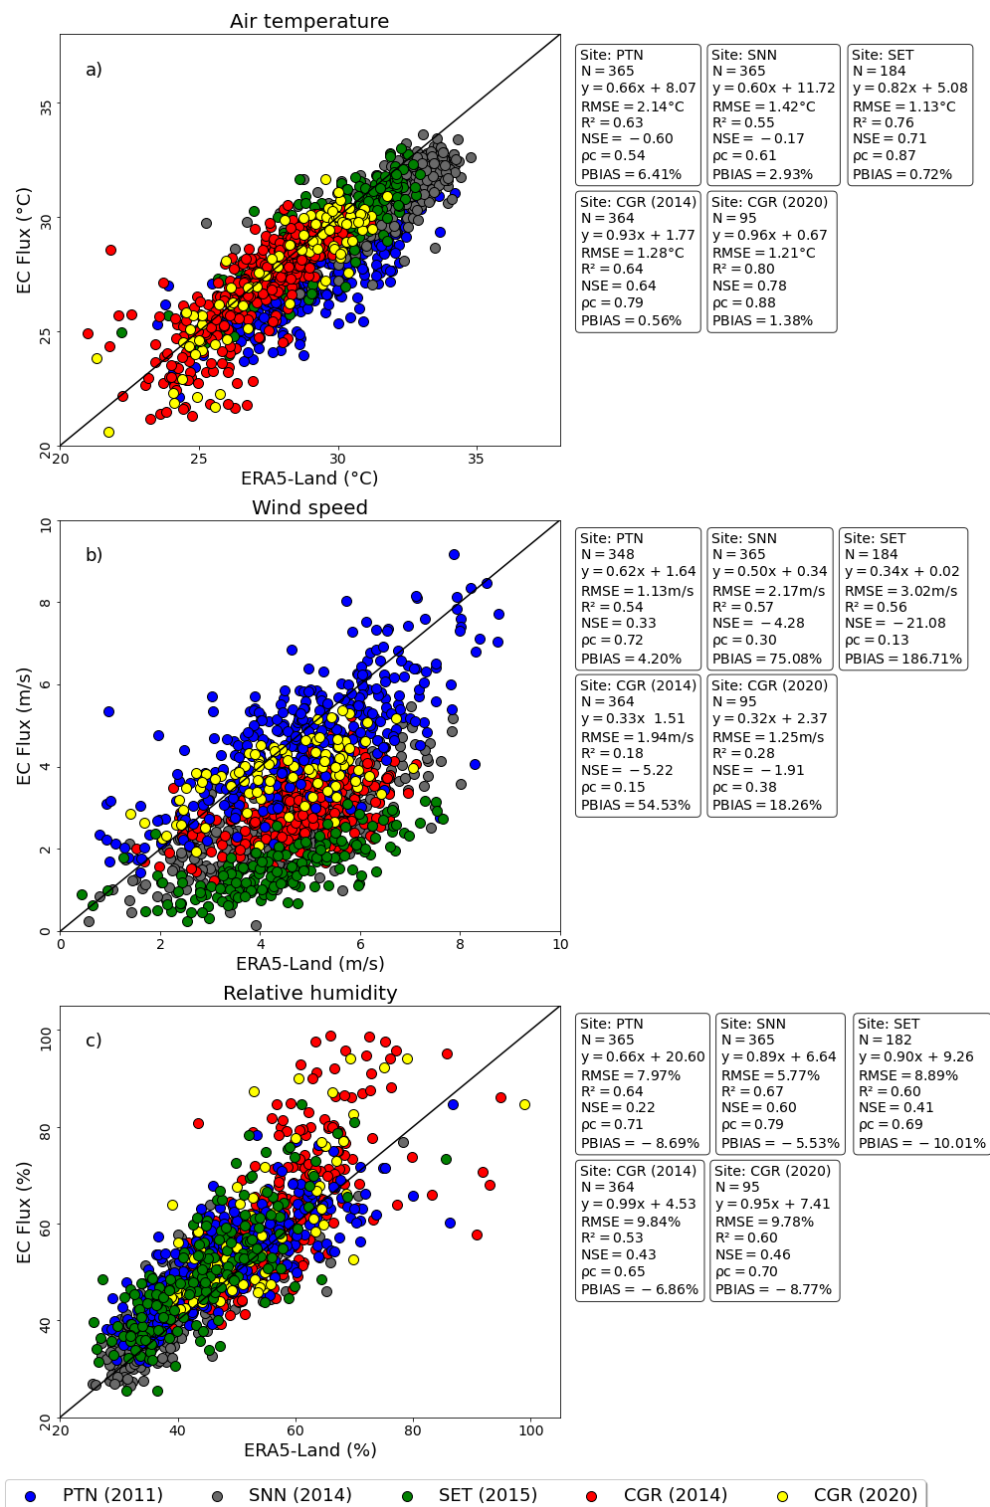 Air temperature
a)
EC Flux (°C)
20
25
30
35
20
25
30
35
ERA5-Land (°C)
Site: PTN
N = 365
y = 0.66x + 8.07
RMSE = 2.14°C
R² = 0.63
NSE = −0.60
ρc = 0.54
PBIAS = 6.41%
Site: SNN
N = 365
y = 0.60x + 11.72
RMSE = 1.42°C
R² = 0.55
NSE = −0.17
ρc = 0.61
PBIAS = 2.93%
Site: SET
N = 184
y = 0.82x + 5.08
RMSE = 1.13°C
R² = 0.76
NSE = 0.71
ρc = 0.87
PBIAS = 0.72%
Site: CGR (2014)
N = 364
y = 0.93x + 1.77
RMSE = 1.28°C
R² = 0.64
NSE = 0.64
ρc = 0.79
PBIAS = 0.56%
Site: CGR (2020)
N = 95
y = 0.96x + 0.67
RMSE = 1.21°C
R² = 0.80
NSE = 0.78
ρc = 0.88
PBIAS = 1.38%
Wind speed
b)
EC Flux (m/s)
0
2
4
6
8
10
0
2
4
6
8
10
ERA5-Land (m/s)
Site: PTN
N = 348
y = 0.62x + 1.64
RMSE = 1.13m/s
R² = 0.54
NSE = 0.33
ρc = 0.72
PBIAS = 4.20%
Site: SNN
N = 365
y = 0.50x + 0.34
RMSE = 2.17m/s
R² = 0.57
NSE = −4.28
ρc = 0.30
PBIAS = 75.08%
Site: SET
N = 184
y = 0.34x + 0.02
RMSE = 3.02m/s
R² = 0.56
NSE = −21.08
ρc = 0.13
PBIAS = 186.71%
Site: CGR (2014)
N = 364
y = 0.33x 1.51
RMSE = 1.94m/s
R² = 0.18
NSE = −5.22
ρc = 0.15
PBIAS = 54.53%
Site: CGR (2020)
N = 95
y = 0.32x + 2.37
RMSE = 1.25m/s
R² = 0.28
NSE = −1.91
ρc = 0.38
PBIAS = 18.26%
Relative humidity
c)
EC Flux (%)
20
40
60
80
100
20
40
60
80
100
ERA5-Land (%)
Site: PTN
N = 365
y = 0.66x + 20.60
RMSE = 7.97%
R² = 0.64
NSE = 0.22
ρc = 0.71
PBIAS = −8.69%
Site: SNN
N = 365
y = 0.89x + 6.64
RMSE = 5.77%
R² = 0.67
NSE = 0.60
ρc = 0.79
PBIAS = −5.53%
Site: SET
N = 182
y = 0.90x + 9.26
RMSE = 8.89%
R² = 0.60
NSE = 0.41
ρc = 0.69
PBIAS = −10.01%
Site: CGR (2014)
N = 364
y = 0.99x + 4.53
RMSE = 9.84%
R² = 0.53
NSE = 0.43
ρc = 0.65
PBIAS = −6.86%
Site: CGR (2020)
N = 95
y = 0.95x + 7.41
RMSE = 9.78%
R² = 0.60
NSE = 0.46
ρc = 0.70
PBIAS = −8.77%
PTN (2011) SNN (2014) SET (2015) CGR (2014) CGR (2020)